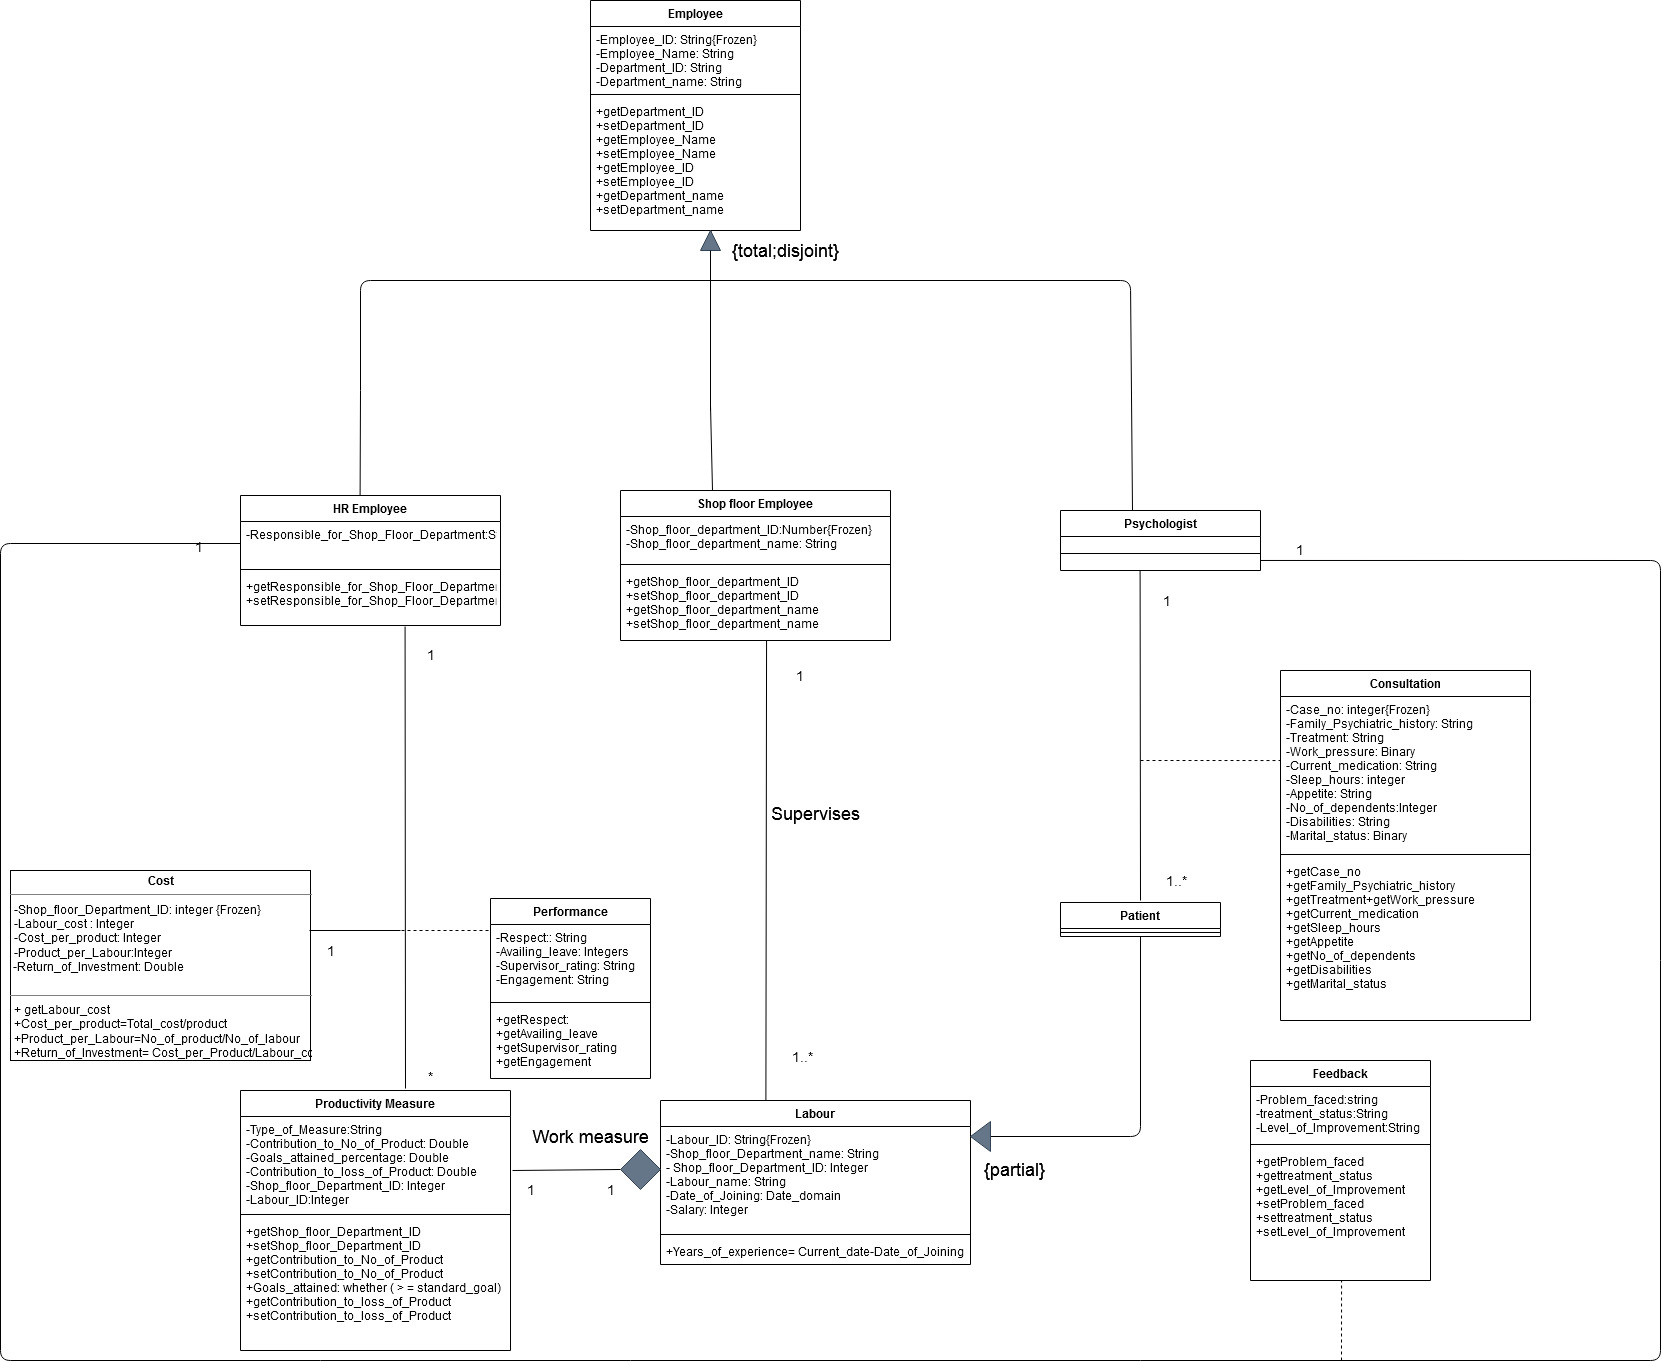 Employee
-Employee_ID: String{Frozen}
-Employee_Name: String
-Department_ID: String
-Department_name: String
+getDepartment_ID
+setDepartment_ID
+getEmployee_Name
+setEmployee_Name
+getEmployee_ID
+setEmployee_ID
+getDepartment_name
+setDepartment_name
{total;disjoint}
HR Employee
-Responsible_for_Shop_Floor_Department:S
+getResponsible_for_Shop_Floor_Departme
+setResponsible_for_Shop_Floor_Departme
1
1
Shop floor Employee
-Shop_floor_department_ID:Number{Frozen}
-Shop_floor_department_name: String
+getShop_floor_department_ID
+setShop_floor_department_ID
+getShop_floor_department_name
+setShop_floor_department_name
1
Supervises
1..*
Psychologist
1
1
1..*
Patient
Consultation
-Case_no: integer{Frozen}
-Family_Psychiatric_history: String
-Treatment: String
-Work_pressure: Binary
-Current_medication: String
-Sleep_hours: integer
-Appetite: String
-No_of_dependents:Integer
-Disabilities: String
-Marital_status: Binary
+getCase_no
+getFamily_Psychiatric_history
+getTreatment+getWork_pressure
+getCurrent_medication
+getSleep_hours
+getAppetite
+getNo_of_dependents
+getDisabilities
+getMarital_status
Cost
-Shop_floor_Department_ID: integer {Frozen}
-Labour_cost : Integer
-Cost_per_product: Integer
-Product_per_Labour:Integer
-Return_of_Investment: Double
+ getLabour_cost
+Cost_per_product=Total_cost/product
+Product_per_Labour=No_of_product/No_of_labour
+Return_of_Investment= Cost_per_Product/Labour_co
1
Performance
-Respect:: String
-Availing_leave: Integers
-Supervisor_rating: String
-Engagement: String
+getRespect:
+getAvailing_leave
+getSupervisor_rating
+getEngagement
*
Productivity Measure
-Type_of_Measure:String
-Contribution_to_No_of_Product: Double
-Goals_attained_percentage: Double
-Contribution_to_loss_of_Product: Double
-Shop_floor_Department_ID: Integer
-Labour_ID:Integer
+getShop_floor_Department_ID
+setShop_floor_Department_ID
+getContribution_to_No_of_Product
+setContribution_to_No_of_Product
+Goals_attained: whether ( > = standard_goal)
+getContribution_to_loss_of_Product
+setContribution_to_loss_of_Product
Work measure
1
1
Labour
-Labour_ID: String{Frozen}
-Shop_floor_Department_name: String
- Shop_floor_Department_ID: Integer
-Labour_name: String
-Date_of_Joining: Date_domain
-Salary: Integer
+Years_of_experience= Current_date-Date_of_Joining
{partial}
Feedback
-Problem_faced:string
-treatment_status:String
-Level_of_Improvement:String
+getProblem_faced
+gettreatment_status
+getLevel_of_Improvement
+setProblem_faced
+settreatment_status
+setLevel_of_Improvement